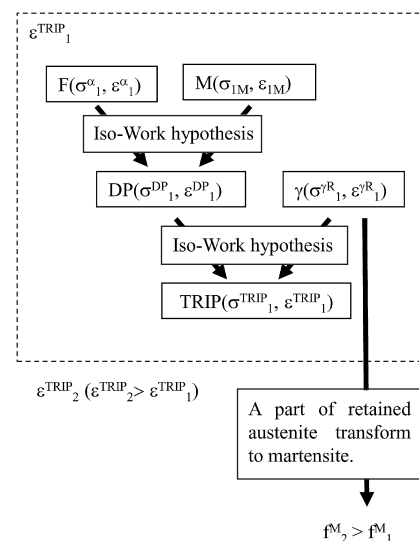 ε^TRIP_1
F(σ^α_1, ε^α_1) M(σ_1M, ε_1M)
Iso-Work hypothesis
DP(σ^DP_1, ε^DP_1) γ(σ^γR_1, ε^γR_1)
Iso-Work hypothesis
TRIP(σ^TRIP_1, ε^TRIP_1)
ε^TRIP_2 (ε^TRIP_2> ε^TRIP_1)
A part of retained
austenite transform
to martensite.
f^M_2 > f^M_1